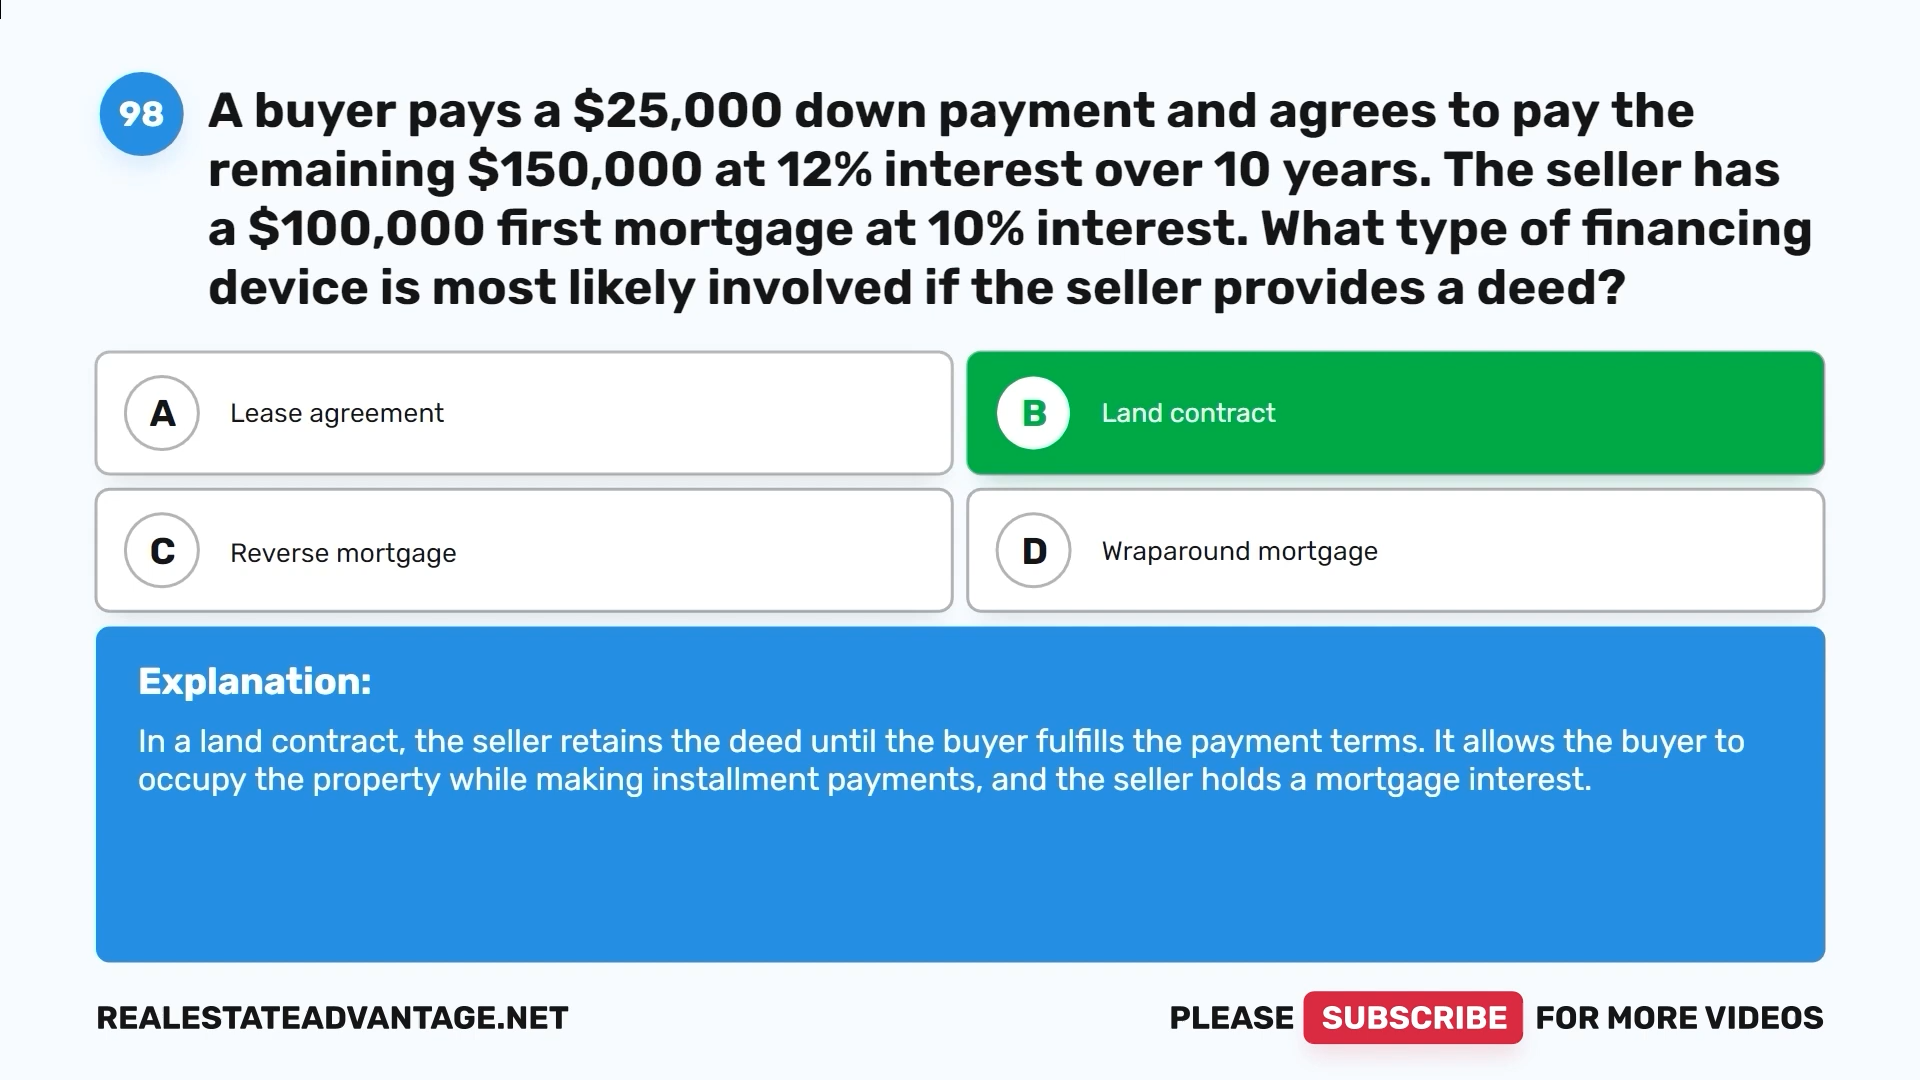 98
A buyer pays a $25,000 down payment and agrees to pay the
remaining $150,000 at 12% interest over 10 years. The seller has
a $100,000 first mortgage at 10% interest. What type of financing
device is most likely involved if the seller provides a deed?
A Lease agreement
B Land contract
C Reverse mortgage
D Wraparound mortgage
Explanation:
In a land contract, the seller retains the deed until the buyer fulfills the payment terms. It allows the buyer to
occupy the property while making installment payments, and the seller holds a mortgage interest.
REALESTATEADVANTAGE.NET
PLEASE SUBSCRIBE FOR MORE VIDEOS